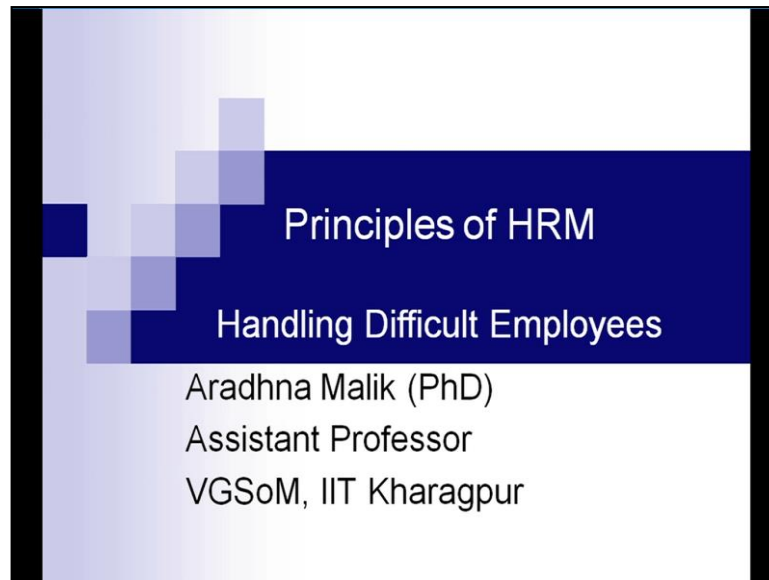 Principles of HRM
Handling Difficult Employees
Aradhna Malik (PhD)
Assistant Professor
VGSoM, IIT Kharagpur